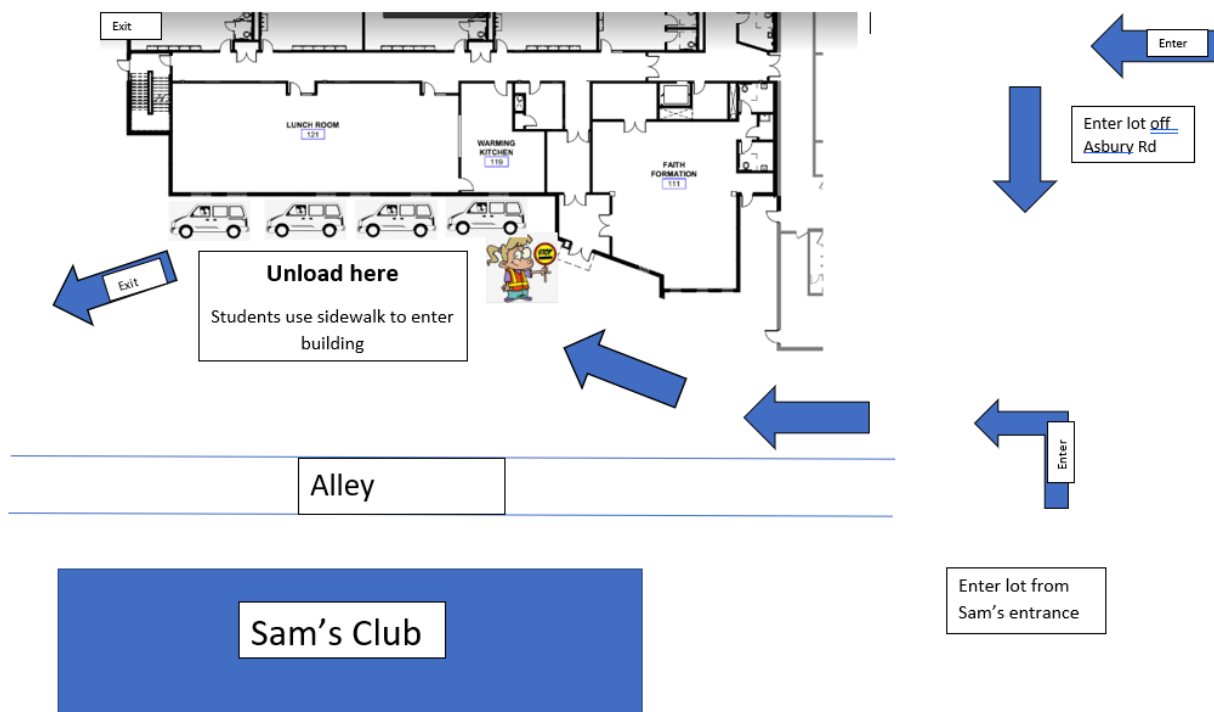 Exit
Enter
Enter lot off
Asbury Rd
LUNCH ROOM
121
WARMING
KITCHEN
119
FAITH
FORMATION
111
STOP
Exit
Unload here
Students use sidewalk to enter
building
Enter
Alley
Enter lot from
Sam's entrance
Sam's Club